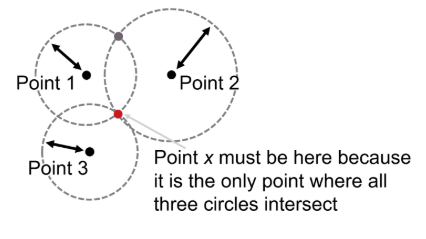 Point 1
Point 2
Point 3
Point x must be here because
it is the only point where all
three circles intersect